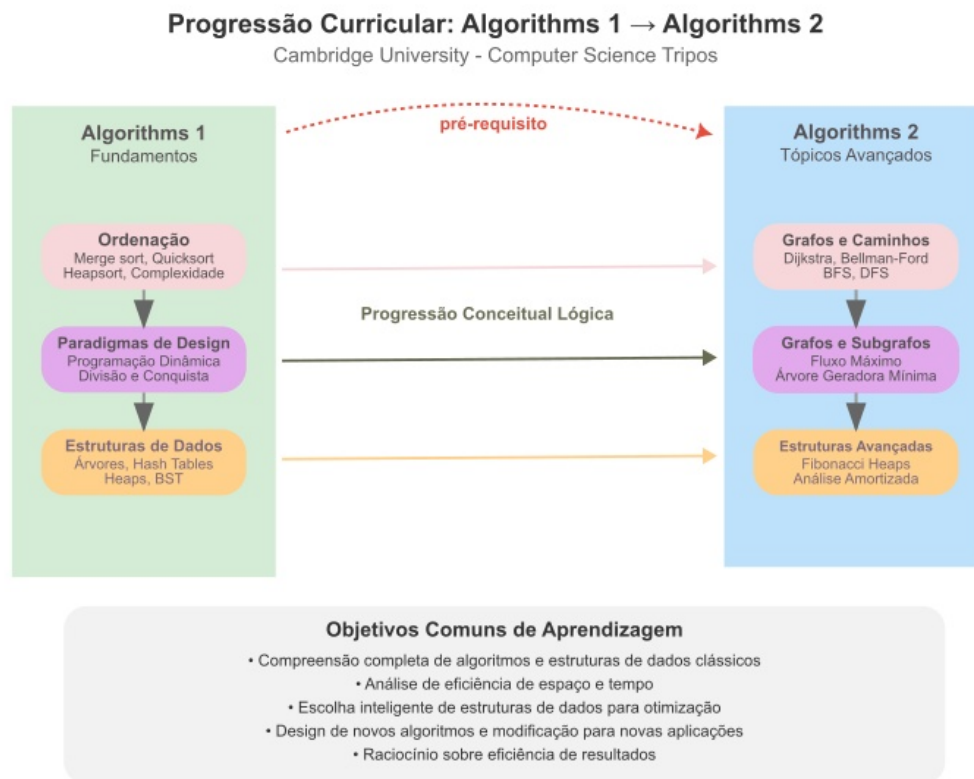 Progressão Curricular: Algorithms 1 → Algorithms 2
Cambridge University - Computer Science Tripos
Algorithms 1
Fundamentos
Ordenação
Merge sort, Quicksort
Heapsort, Complexidade
Paradigmas de Design
Programação Dinâmica
Divisão e Conquista
Estruturas de Dados
Árvores, Hash Tables
Heaps, BST
pré-requisito
Progressão Conceitual Lógica
Algorithms 2
Tópicos Avançados
Grafos e Caminhos
Dijkstra, Bellman-Ford
BFS, DFS
Grafos e Subgrafos
Fluxo Máximo
Árvore Geradora Mínima
Estruturas Avançadas
Fibonacci Heaps
Análise Amortizada
Objetivos Comuns de Aprendizagem
• Compreensão completa de algoritmos e estruturas de dados clássicos
• Análise de eficiência de espaço e tempo
• Escolha inteligente de estruturas de dados para otimização
• Design de novos algoritmos e modificação para novas aplicações
• Raciocínio sobre eficiência de resultados